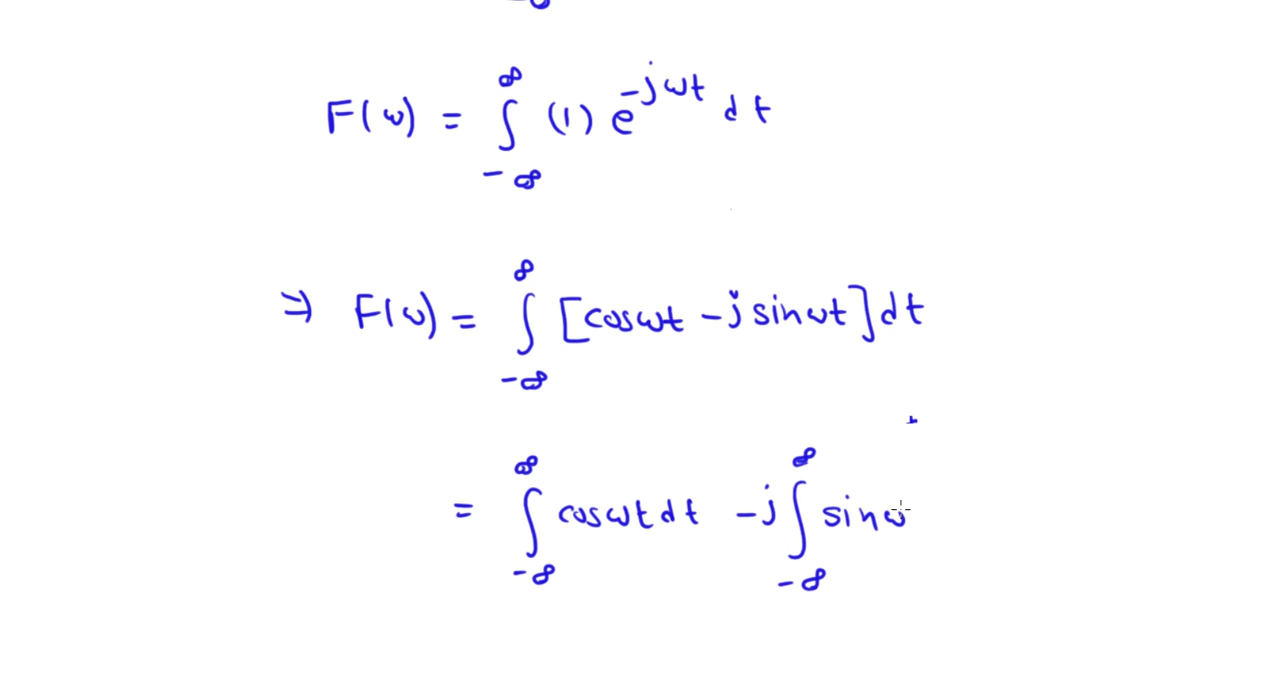 F(ω) = ∫_{-∞}^{∞} (1) e^{-jωt} dt
⇒ F(ω) = ∫_{-∞}^{∞} [cosωt - j sinωt] dt
= ∫_{-∞}^{∞} cosωt dt - j ∫_{-∞}^{∞} sinω